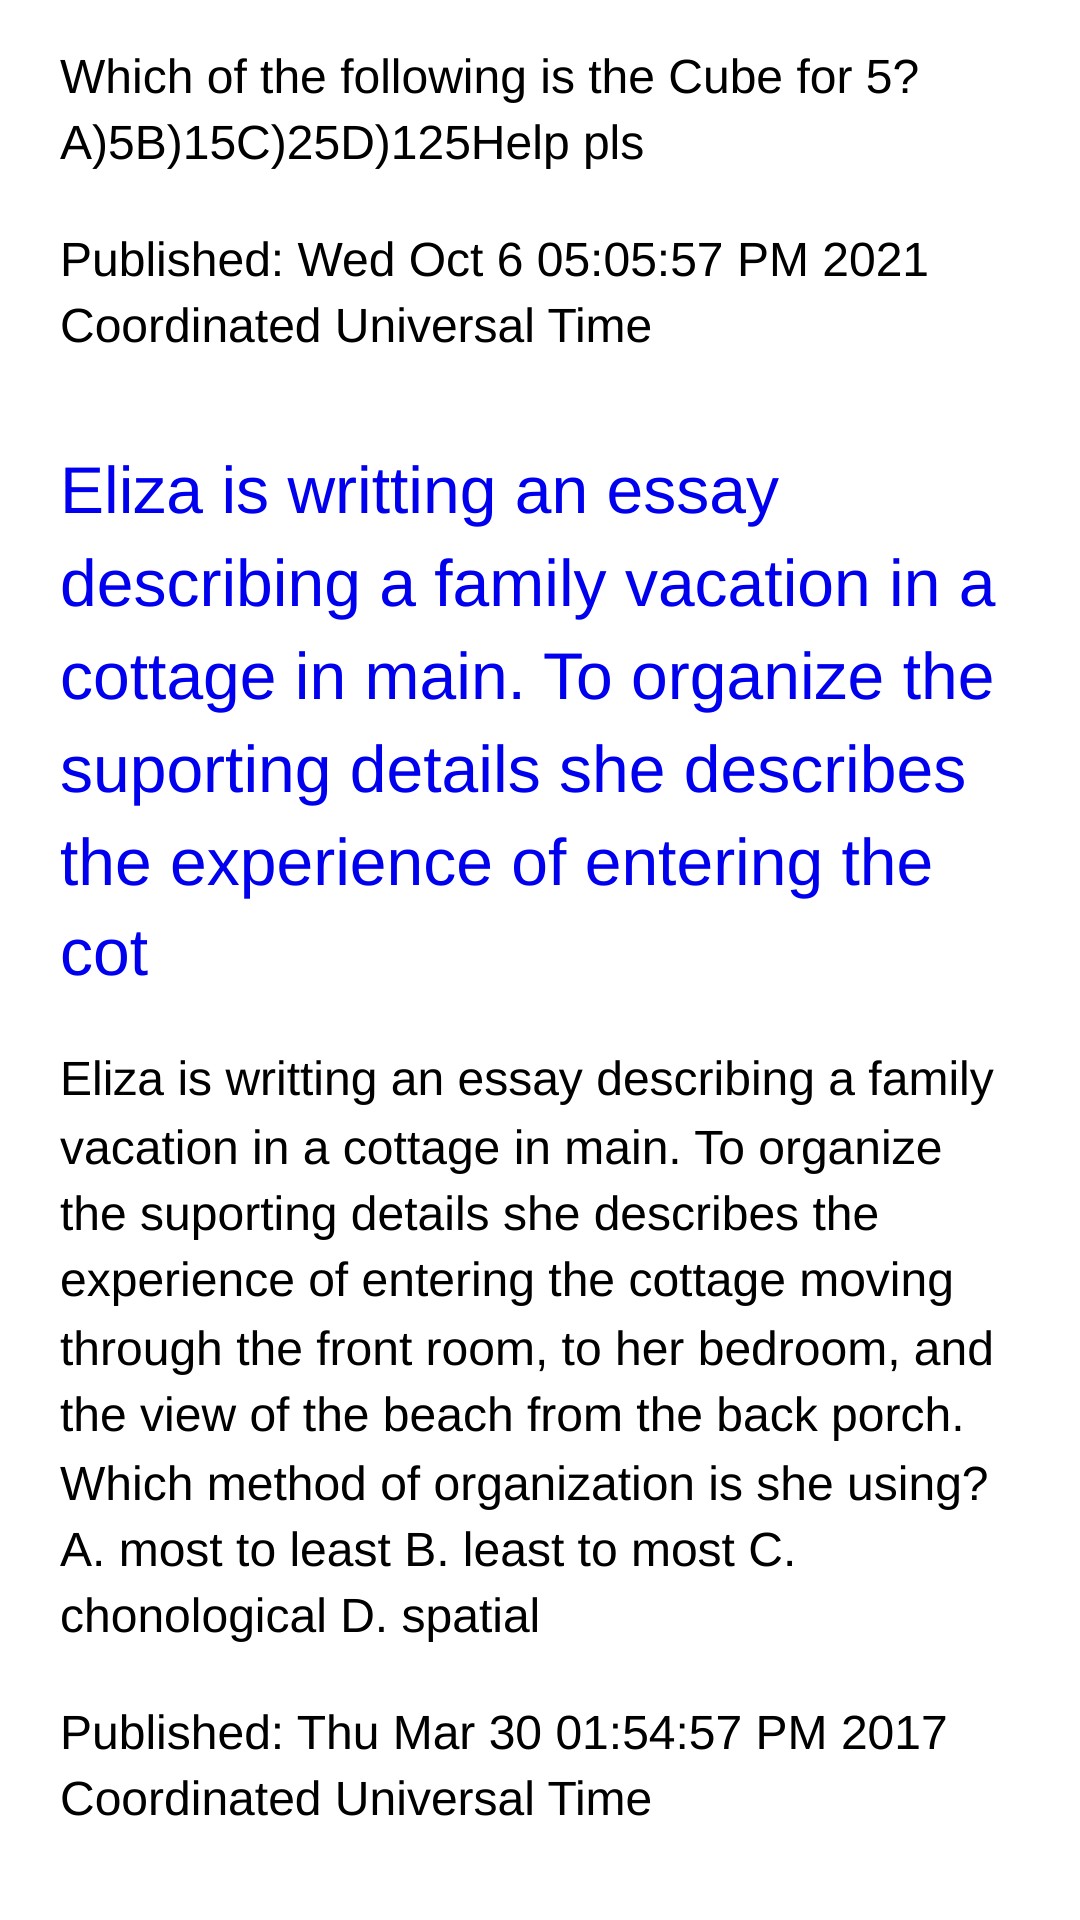 Which of the following is the Cube for 5?
A)5B)15C)25D)125Help pls
Published: Wed Oct 6 05:05:57 PM 2021
Coordinated Universal Time
Eliza is writting an essay
describing a family vacation in a
cottage in main. To organize the
suporting details she describes
the experience of entering the
cot
Eliza is writting an essay describing a family
vacation in a cottage in main. To organize
the suporting details she describes the
experience of entering the cottage moving
through the front room, to her bedroom, and
the view of the beach from the back porch.
Which method of organization is she using?
A. most to least B. least to most C.
chonological D. spatial
Published: Thu Mar 30 01:54:57 PM 2017
Coordinated Universal Time